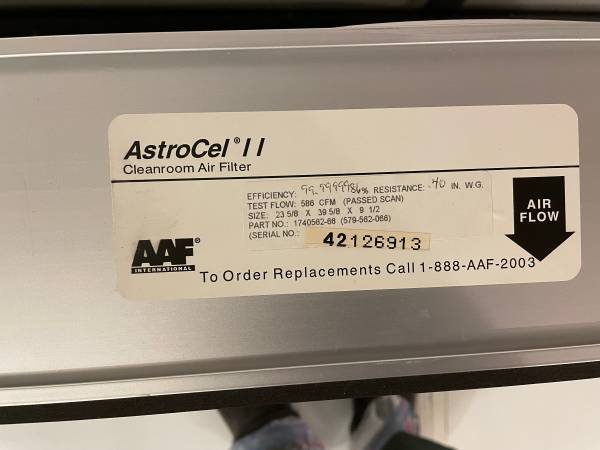 AstroCel® II
Cleanroom Air Filter
EFFICIENCY: 99.9999986% RESISTANCE: .40 IN. W.G.
TEST FLOW: 586 CFM (PASSED SCAN)
SIZE: 23 5/8 X 39 5/8 X 9 1/2
PART NO.: 1740562-66 (579-562-066)
(SERIAL NO.: 42126913
AIR
FLOW
AAF®
INTERNATIONAL
To Order Replacements Call 1-888-AAF-2003